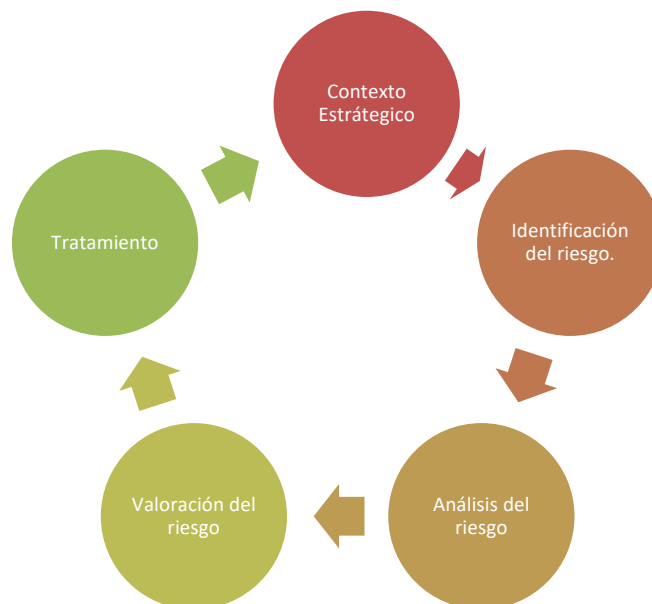 Contexto
Estrátegico
Identificación
del riesgo.
Análisis del
riesgo
Valoración del
riesgo
Tratamiento